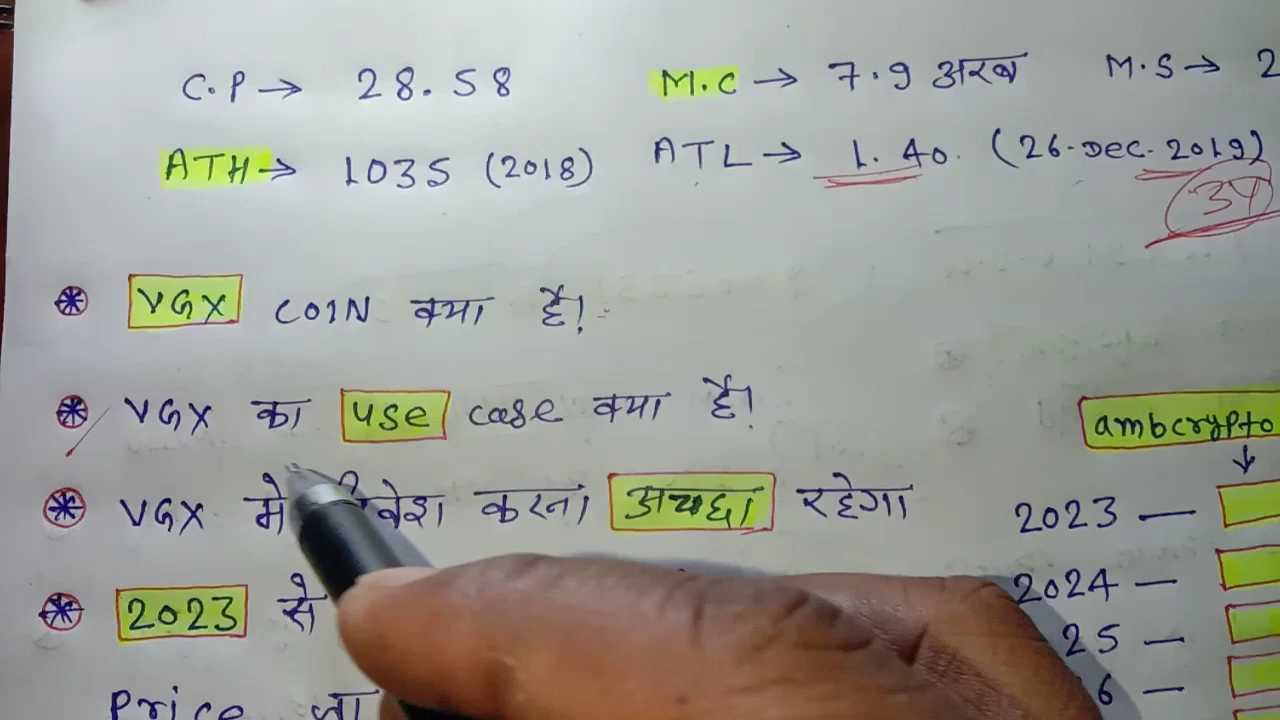 C.P → 28.58 M.C → 7.9 अरब M.S → 2
ATH → 1035 (2018) ATL → 1.40. (26-Dec-2019)
34
VGX COIN क्या है।
VGX का use case क्या है।
ambcrypto
VGX मे करना अच्छा रहेगा
2023 —
2024 —
2023 से
25 —
6 —
Price जा